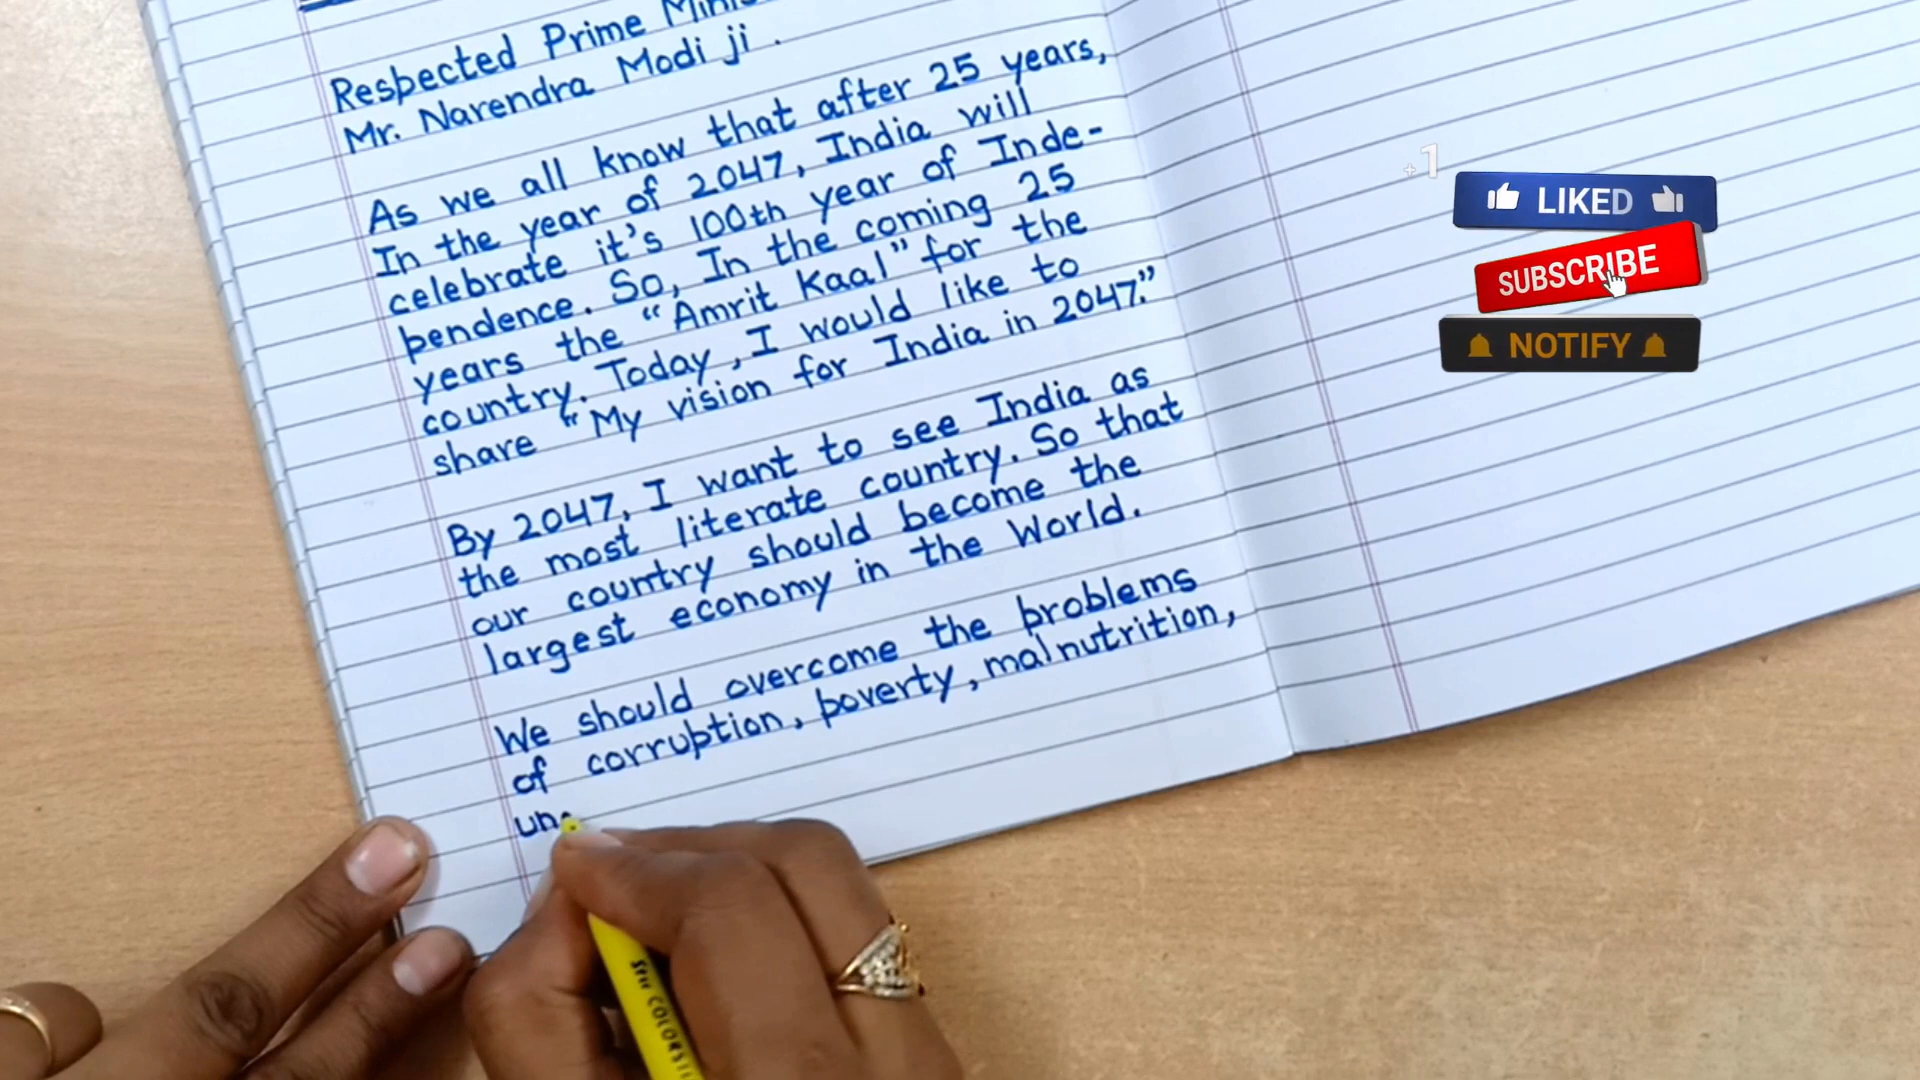 Respected Prime
Mr. Narendra Modi ji.
As we all know that after 25 years,
In the year of 2047, India will
celebrate it's 100th year of Inde-
pendence. So, In the coming 25
years the "Amrit Kaal" for the
country. Today, I would like to
share "My vision for India in 2047."
By 2047, I want to see India as
the most literate country. So that
our country should become the
largest economy in the World.
We should overcome the problems
of corruption, poverty, malnutrition,
+1
LIKED
SUBSCRIBE
NOTIFY